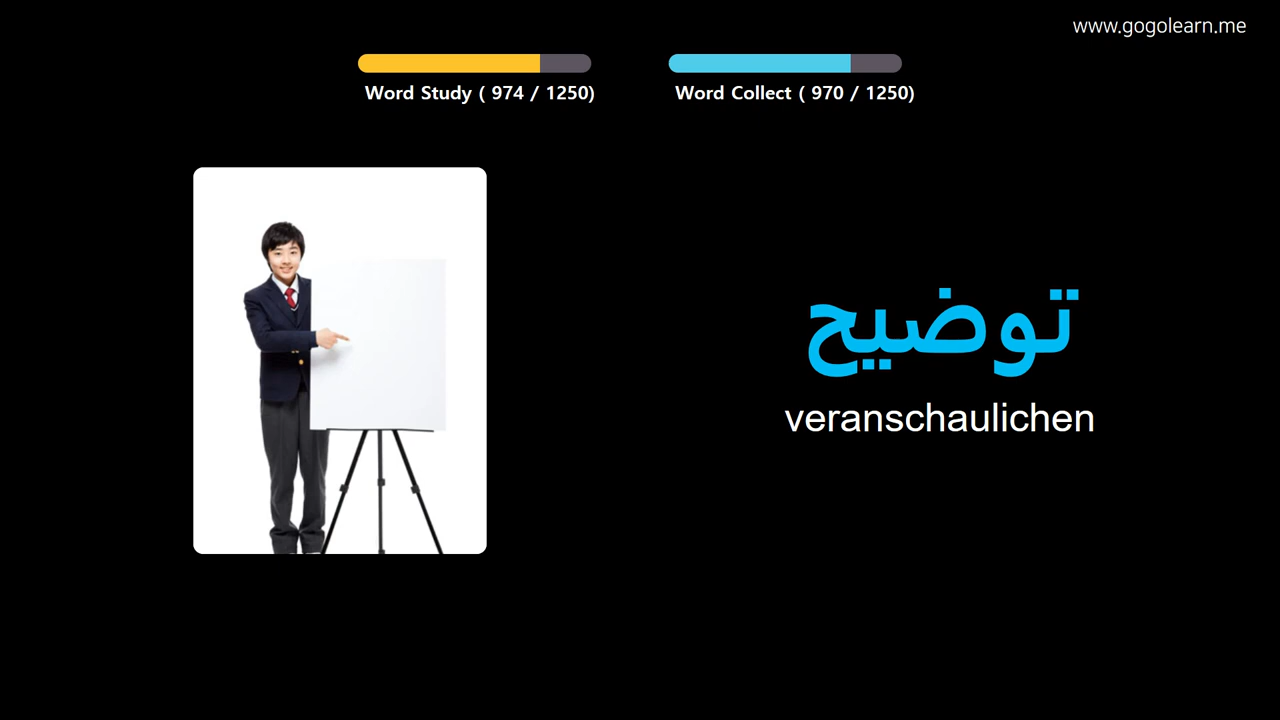 www.gogolearn.me
Word Study ( 974 / 1250)
Word Collect ( 970 / 1250)
توضيح
veranschaulichen